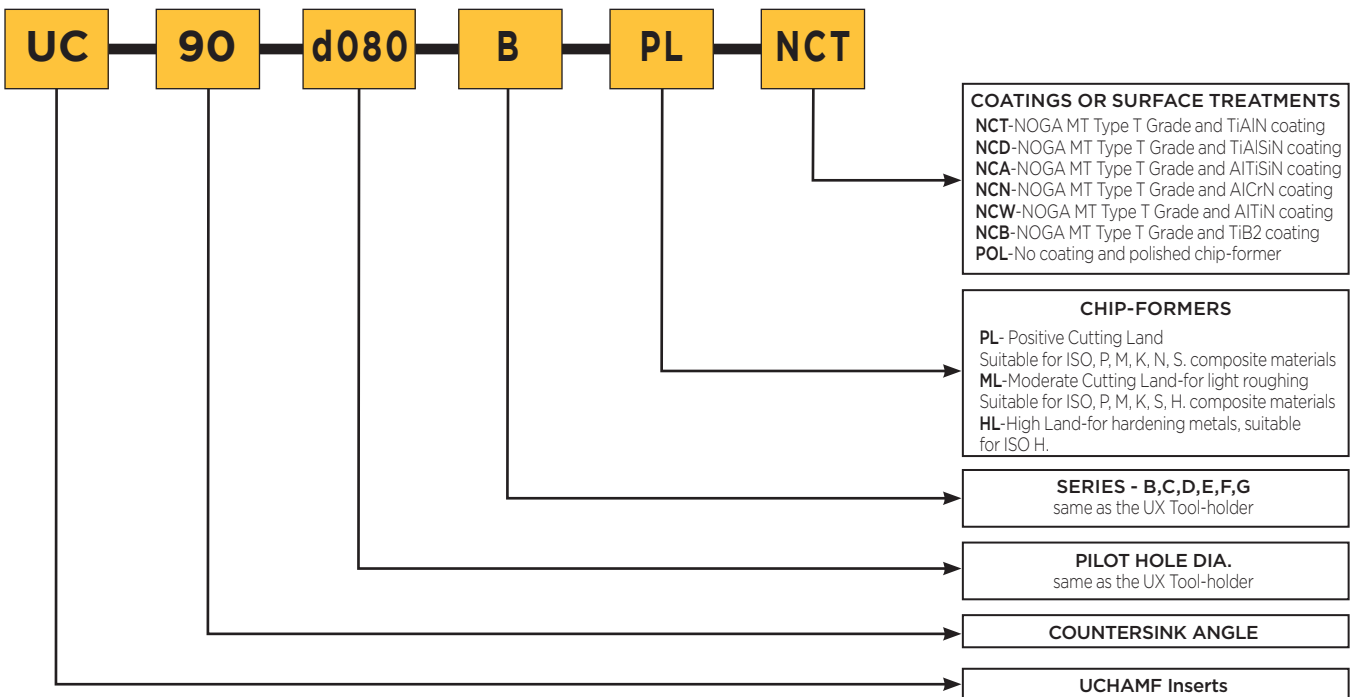 UC 90 d080 B PL NCT
COATINGS OR SURFACE TREATMENTS
NCT-NOGA MT Type T Grade and TiAlN coating
NCD-NOGA MT Type T Grade and TiAlSiN coating
NCA-NOGA MT Type T Grade and AlTiSiN coating
NCN-NOGA MT Type T Grade and AlCrN coating
NCW-NOGA MT Type T Grade and AlTiN coating
NCB-NOGA MT Type T Grade and TiB2 coating
POL-No coating and polished chip-former
CHIP-FORMERS
PL- Positive Cutting Land
Suitable for ISO, P, M, K, N, S. composite materials
ML-Moderate Cutting Land-for light roughing
Suitable for ISO, P, M, K, S, H. composite materials
HL-High Land-for hardening metals, suitable
for ISO H.
SERIES - B,C,D,E,F,G
same as the UX Tool-holder
PILOT HOLE DIA.
same as the UX Tool-holder
COUNTERSINK ANGLE
UCHAMF Inserts